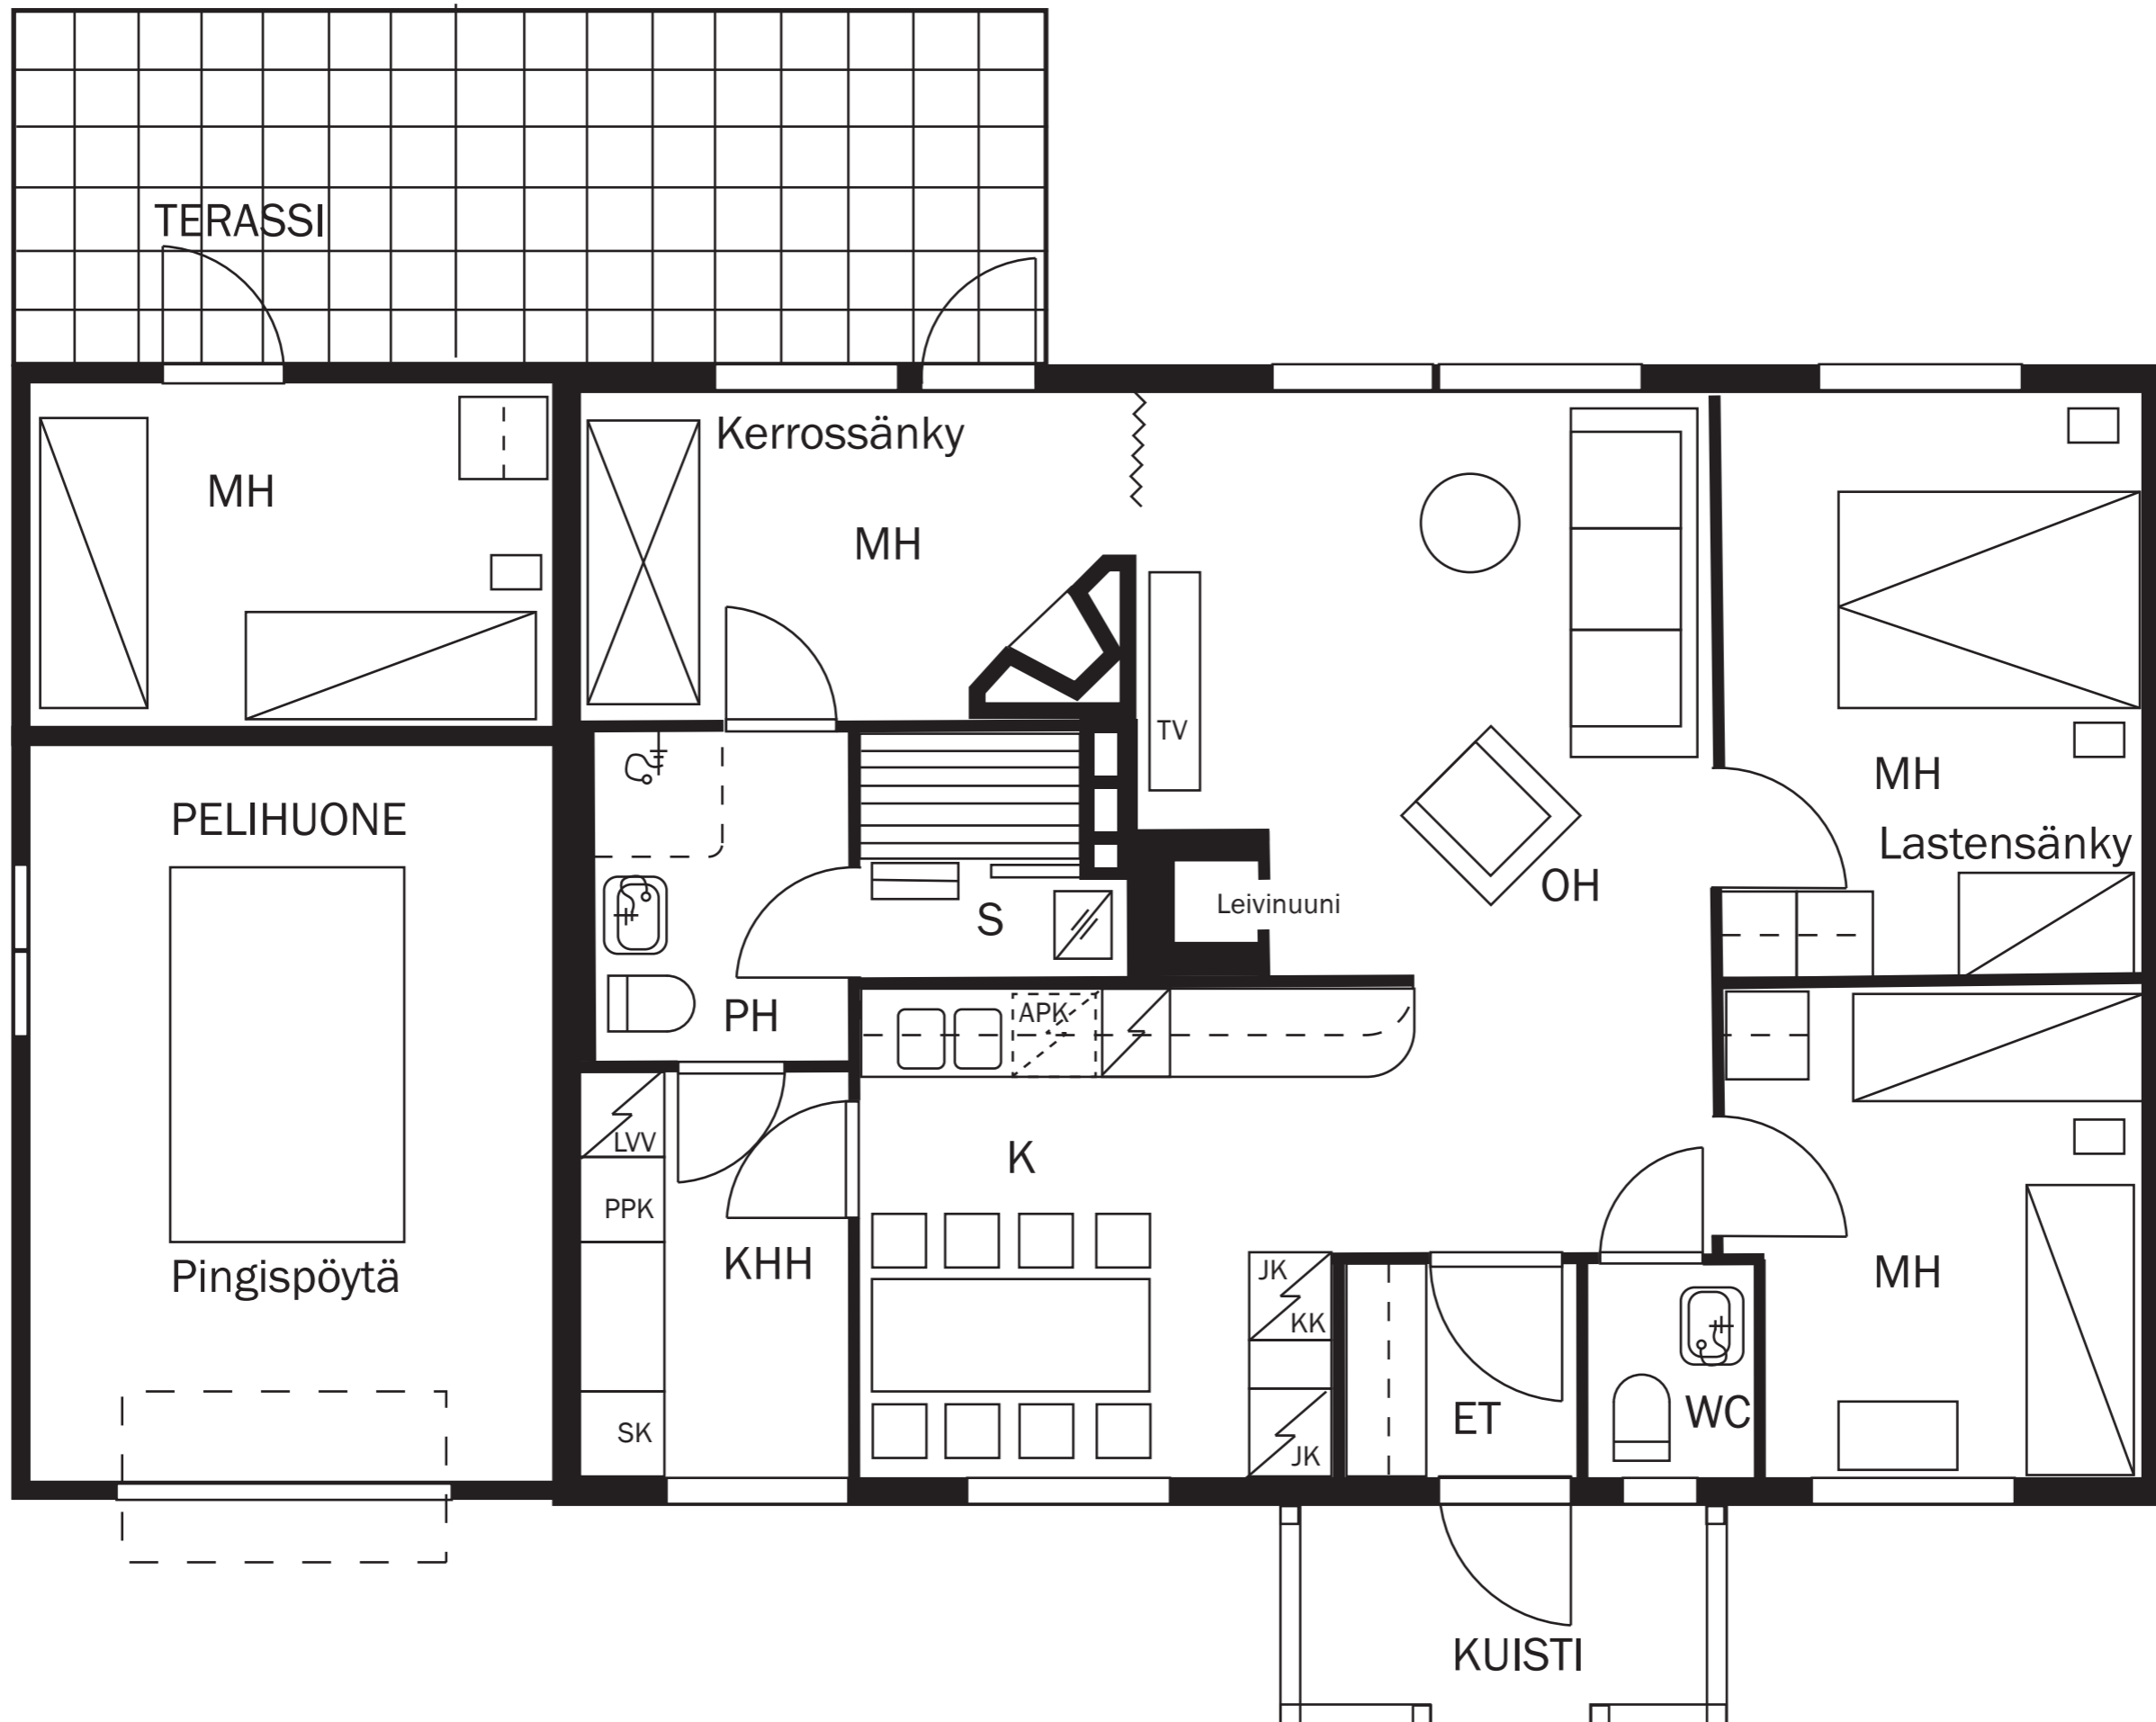 TERASSI
Kerrossänky
MH
MH
TV
MH
PELIHUONE
Lastensänky
OH
Leivinuuni
S
PH
APK
LVV
K
PPK
KHH
Pingispöytä
JK
KK
MH
SK
JK
ET
WC
KUISTI